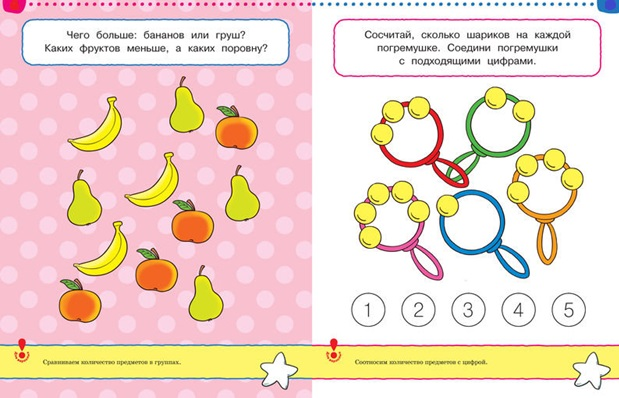 Чего больше: бананов или груш?
Каких фруктов меньше, а каких поровну?
Сравниваем количество предметов в группах.
Сосчитай, сколько шариков на каждой
погремушке. Соедини погремушки
с подходящими цифрами.
1 2 3 4 5
Соотносим количество предметов с цифрой.